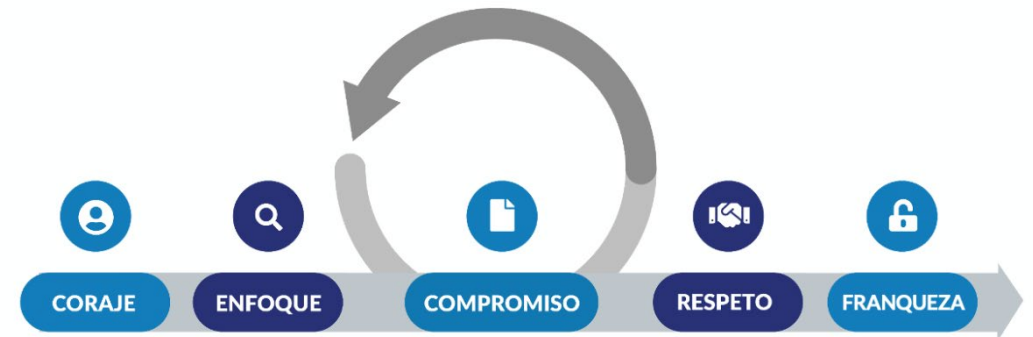 CORAJE
ENFOQUE
COMPROMISO
RESPETO
FRANQUEZA